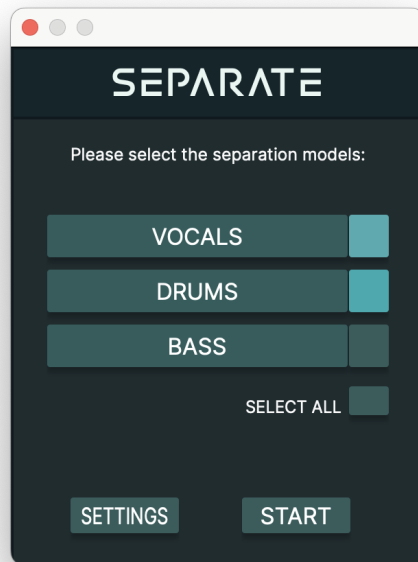 SEPARATE
Please select the separation models:
VOCALS
DRUMS
BASS
SELECT ALL
SETTINGS
START